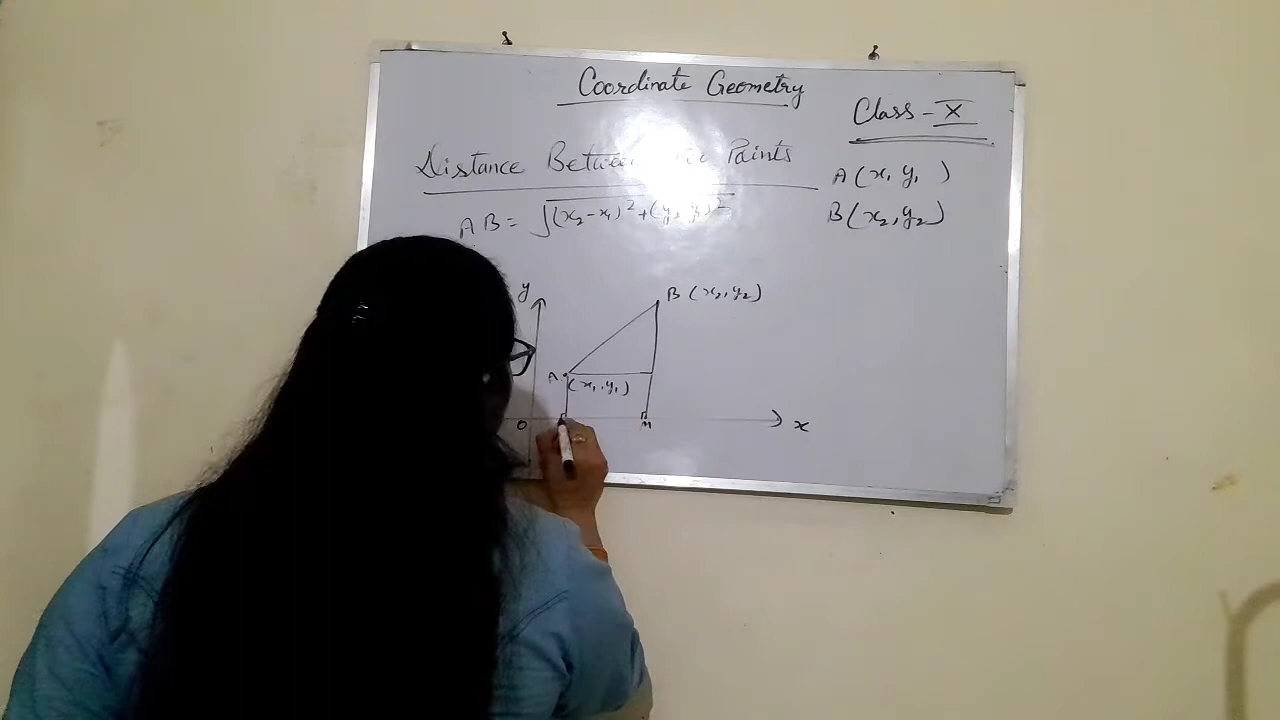 Coordinate Geometry
Class - X
Distance Between Points
A (x₁ y₁ )
B (x₂, y₂)
AB = √(x₂-x₁)²+(y₂ y₁)²
y
B (x₂, y₂)
A
(x₁, y₁)
O
M
x